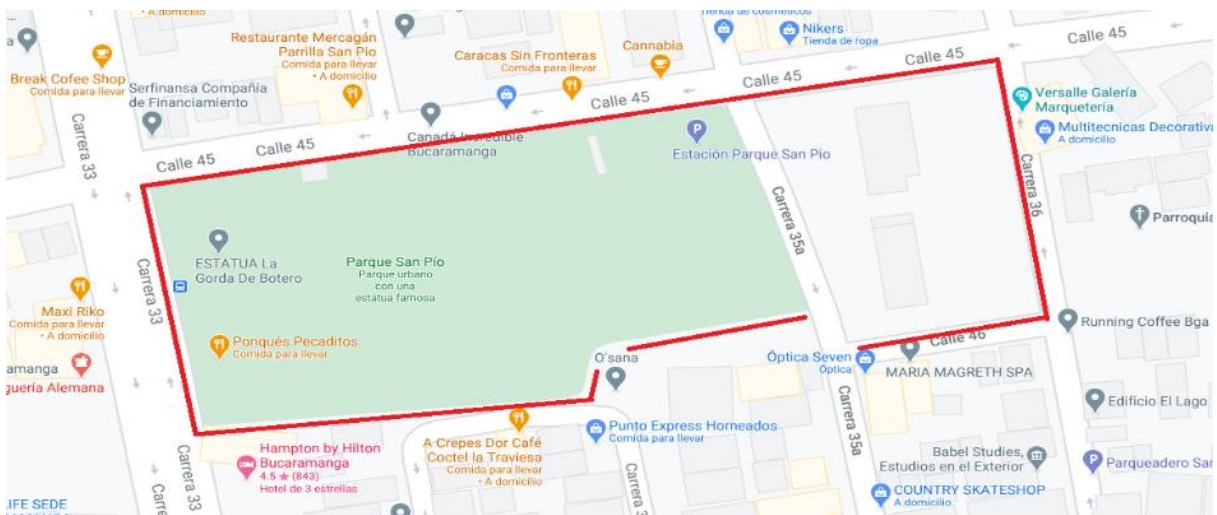 A domicilio
Tienda de cosméticos
Nikers
Tienda de ropa
Calle 45
Restaurante Mercagán
Parrilla San Pío
Comida para llevar
• A domicilio
Caracas Sin Fronteras
Comida para llevar
Cannabia
Calle 45
Break Cofee Shop
Comida para llevar
Serfinansa Compañía
de Financiamiento
Calle 45
Calle 45
Versalle Galería
Marquetería
Canadá Incredible
Bucaramanga
Multitecnicas Decorativa
A domicilio
Calle 45
Calle 45
Estación Parque San Pio
Carrera 33
Carrera 35a
Carrera 36
Parroquia
ESTATUA La
Gorda De Botero
Parque San Pío
Parque urbano
con una
estatua famosa
Carrera 33
Maxi Riko
Comida para llevar
• A domicilio
Ponqués Pecaditos
Comida para llevar
Running Coffee Bga
Calle 46
O'sana
Óptica Seven
Óptica
MARIA MAGRETH SPA
amanga
guería Alemana
Edificio El Lago
Carrera 35a
Punto Express Horneados
Comida para llevar
Hampton by Hilton
Bucaramanga
4.5 ★ (843)
Hotel de 3 estrellas
A Crepes Dor Café
Coctel la Traviesa
Comida para llevar
• A domicilio
Babel Studies,
Estudios en el Exterior
Parqueadero Sar
Carrera 33
Carrera 3
COUNTRY SKATESHOP
A domicilio
IFE SEDE
Carre